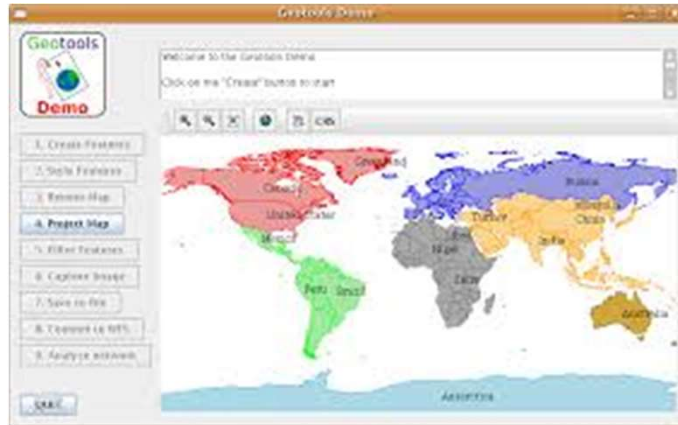 Geotools Demo
Geotools
Demo
Welcome to the Geotools Demo
Click on the "Create" button to start
1. Create Features
2. Style Features
3. Render Map
4. Project Map
5. Filter Features
6. Capture Image
7. Save to file
8. Connect to WFS
9. Analyze network
QUIT
Greenland
Canada
United States
Mexico
Russia
Mongolia
Turkey
China
India
Niger
Peru
Brazil
Australia
Antarctica